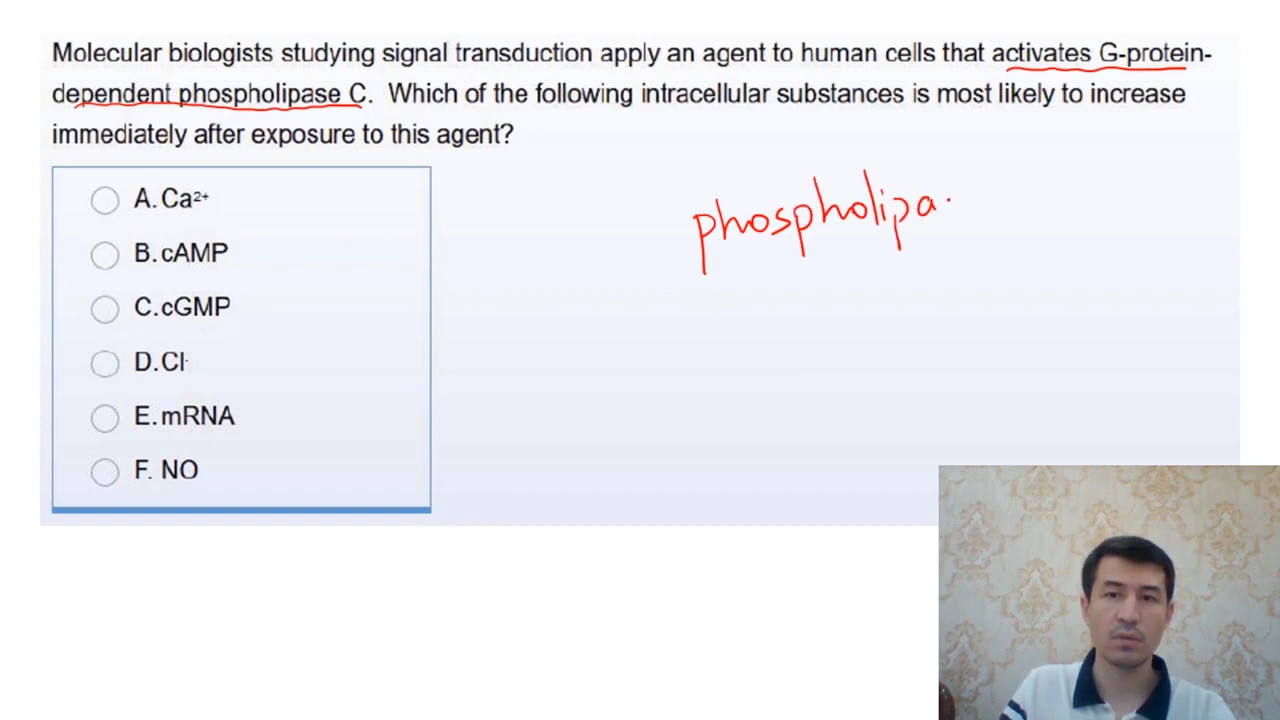 Molecular biologists studying signal transduction apply an agent to human cells that activates G-protein-
dependent phospholipase C. Which of the following intracellular substances is most likely to increase
immediately after exposure to this agent?
A. Ca²⁺
B. cAMP
C. cGMP
D. Cl⁻
E. mRNA
F. NO
phospholipa